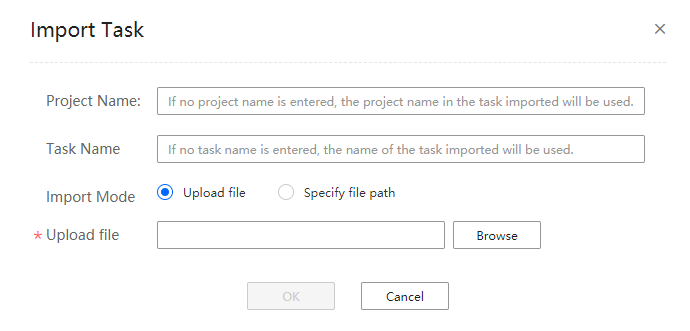 Import Task
Project Name: If no project name is entered, the project name in the task imported will be used.
Task Name If no task name is entered, the name of the task imported will be used.
Import Mode Upload file Specify file path
* Upload file Browse
OK Cancel